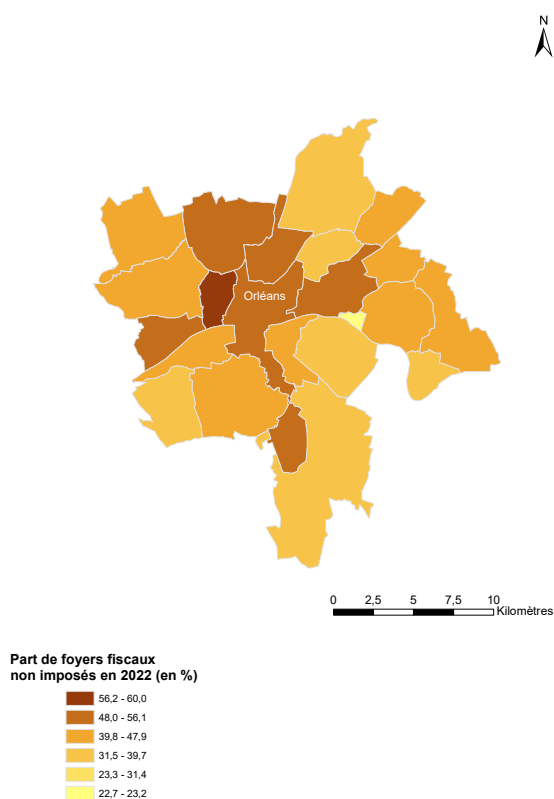 N
Orléans
0 2,5 5 7,5 10
Kilomètres
Part de foyers fiscaux
non imposés en 2022 (en %)
56,2 - 60,0
48,0 - 56,1
39,8 - 47,9
31,5 - 39,7
23,3 - 31,4
22,7 - 23,2